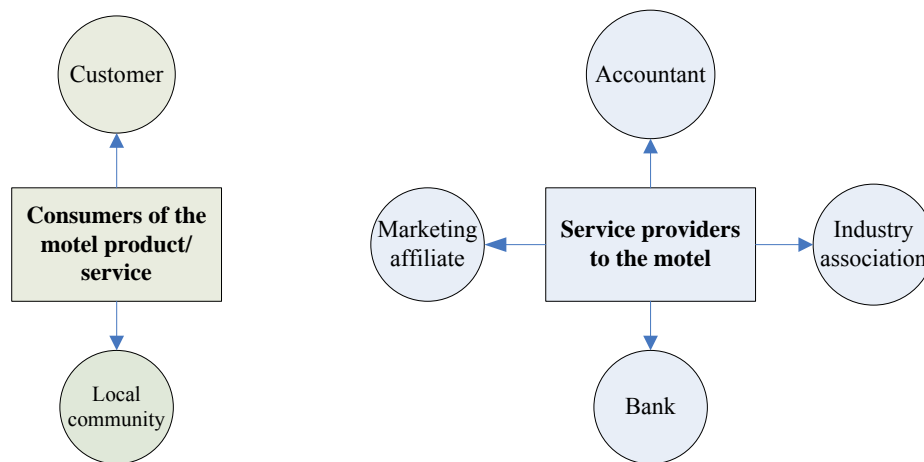 Customer
Consumers of the
motel product/
service
Local
community
Accountant
Marketing
affiliate
Service providers
to the motel
Industry
association
Bank